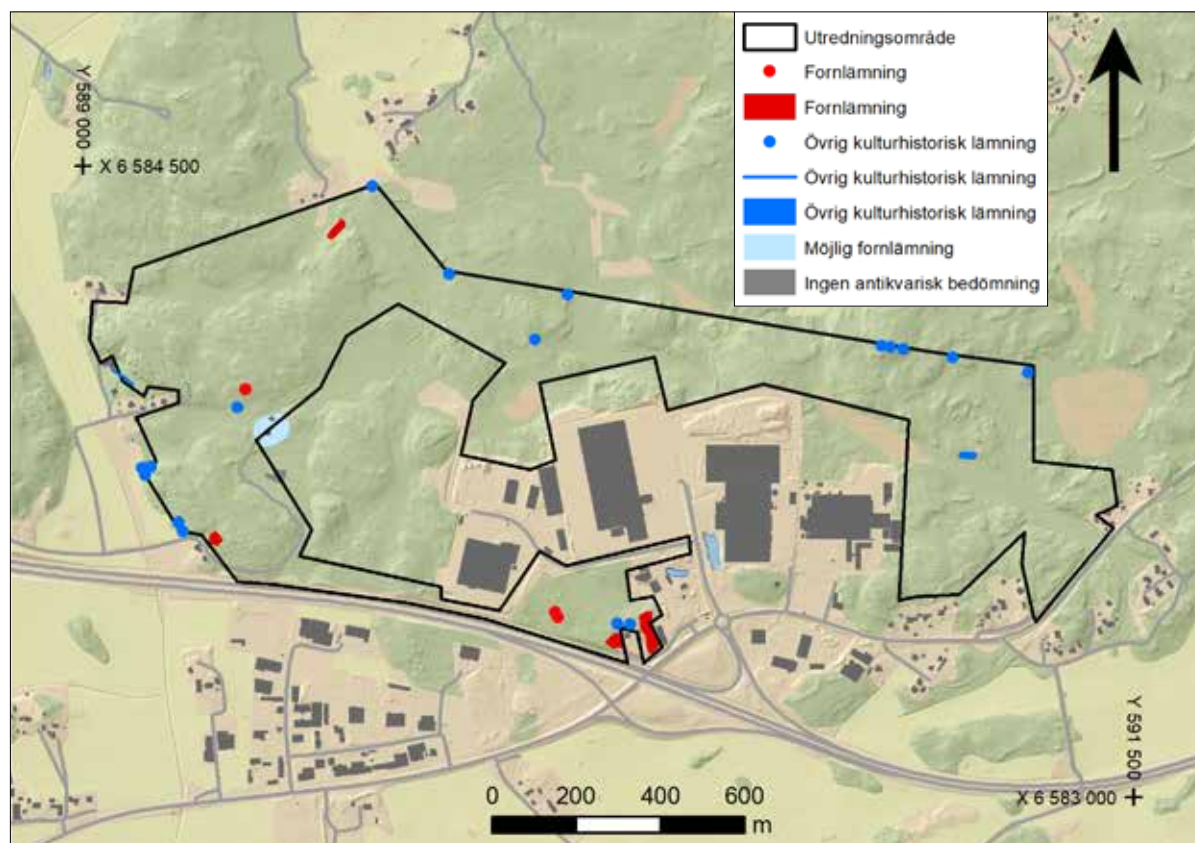 Utredningsområde
Fornlämning
Fornlämning
Övrig kulturhistorisk lämning
Övrig kulturhistorisk lämning
Övrig kulturhistorisk lämning
Möjlig fornlämning
Ingen antikvarisk bedömning
Y 589 000
X 6 584 500
Y 591 500
X 6 583 000
0 200 400 600
m